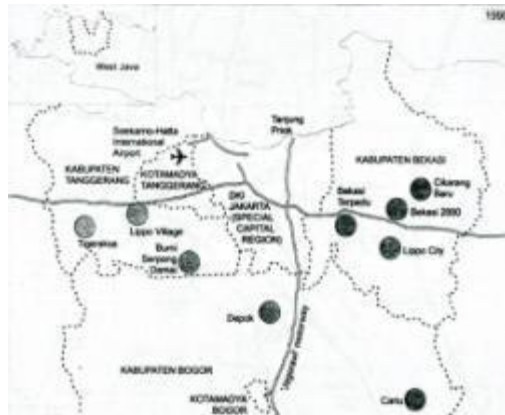 1998
West Java
Soekarno-Hatta
International
Airport
Tanjung
Priok
KABUPATEN
TANGGERANG
KOTAMADYA
TANGGERANG
KABUPATEN BEKASI
DKI
JAKARTA
(SPECIAL
CAPITAL
REGION)
Cikarang
Baru
Bekasi
Terpadu
Bekasi 2000
Tigaraksa
Lippo Village
Bumi
Serpong
Damai
Lippo City
Depok
Jagorawi
KABUPATEN BOGOR
KOTAMADYA
BOGOR
Cariu